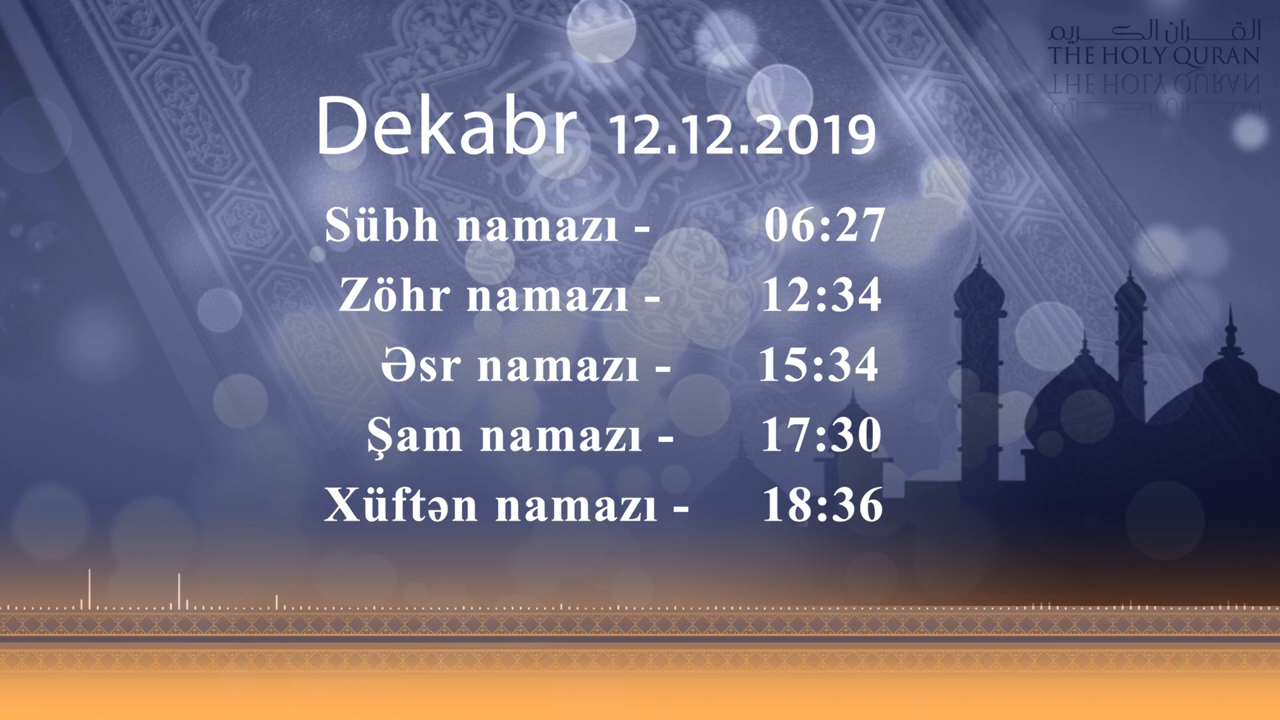 القرآن الكريم
THE HOLY QURAN
Dekabr 12.12.2019
Sübh namazı - 06:27
Zöhr namazı - 12:34
Əsr namazı - 15:34
Şam namazı - 17:30
Xüftən namazı - 18:36